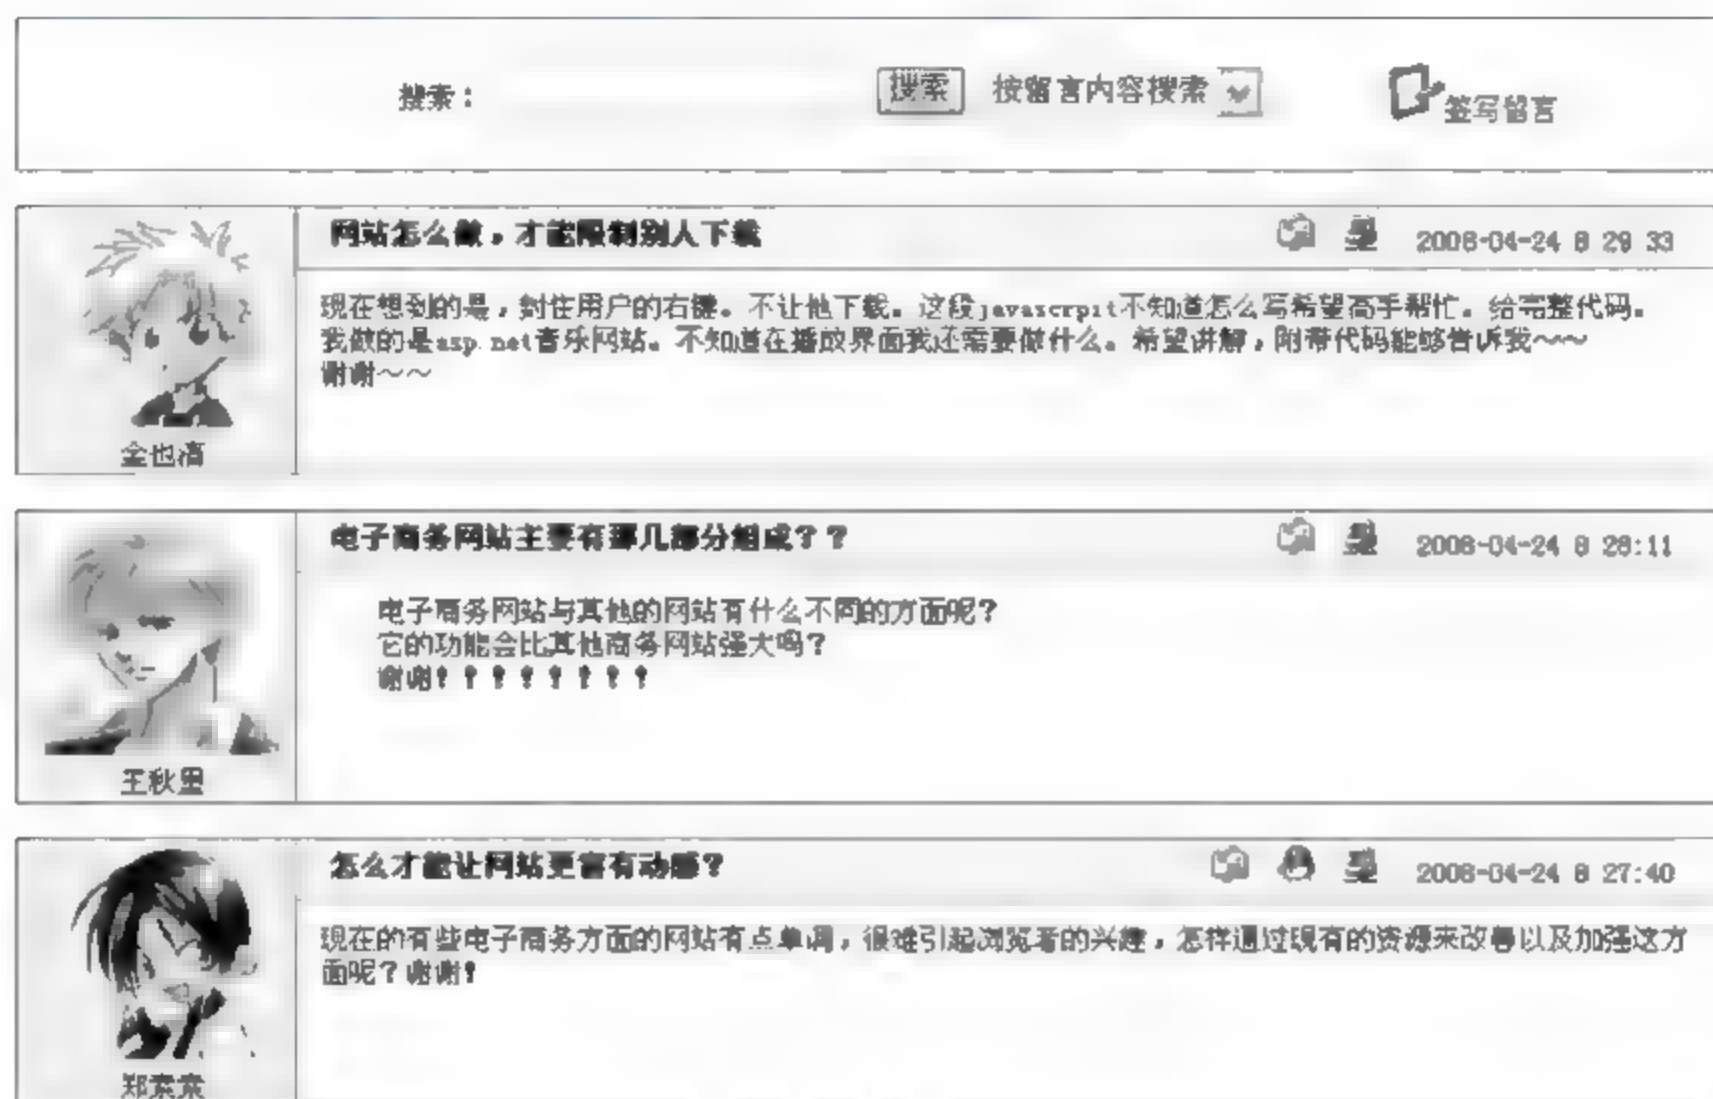 搜索： 搜索 按留言内容搜索 签写留言
网站怎么做，才能限制别人下载 2008-04-24 8 29 33
现在想到的是，封住用户的右键。不让他下载。这段javascrpit不知道怎么写希望高手帮忙。给完整代码。
我做的是asp net音乐网站。不知道在播放界面我还需要做什么。希望讲解，附带代码能够告诉我～～
谢谢～～
电子商务网站主要有哪几部分组成？？ 2008-04-24 8 28:11
电子商务网站与其他的网站有什么不同的方面呢？
它的功能会比其他商务网站强大吗？
谢谢！！！！！！！！
王秋里
怎么才能让网站更富有动感？ 2008-04-24 8 27:40
现在的有些电子商务方面的网站有点单调，很难引起浏览者的兴趣，怎样通过现有的资源来改善以及加强这方
面呢？谢谢！